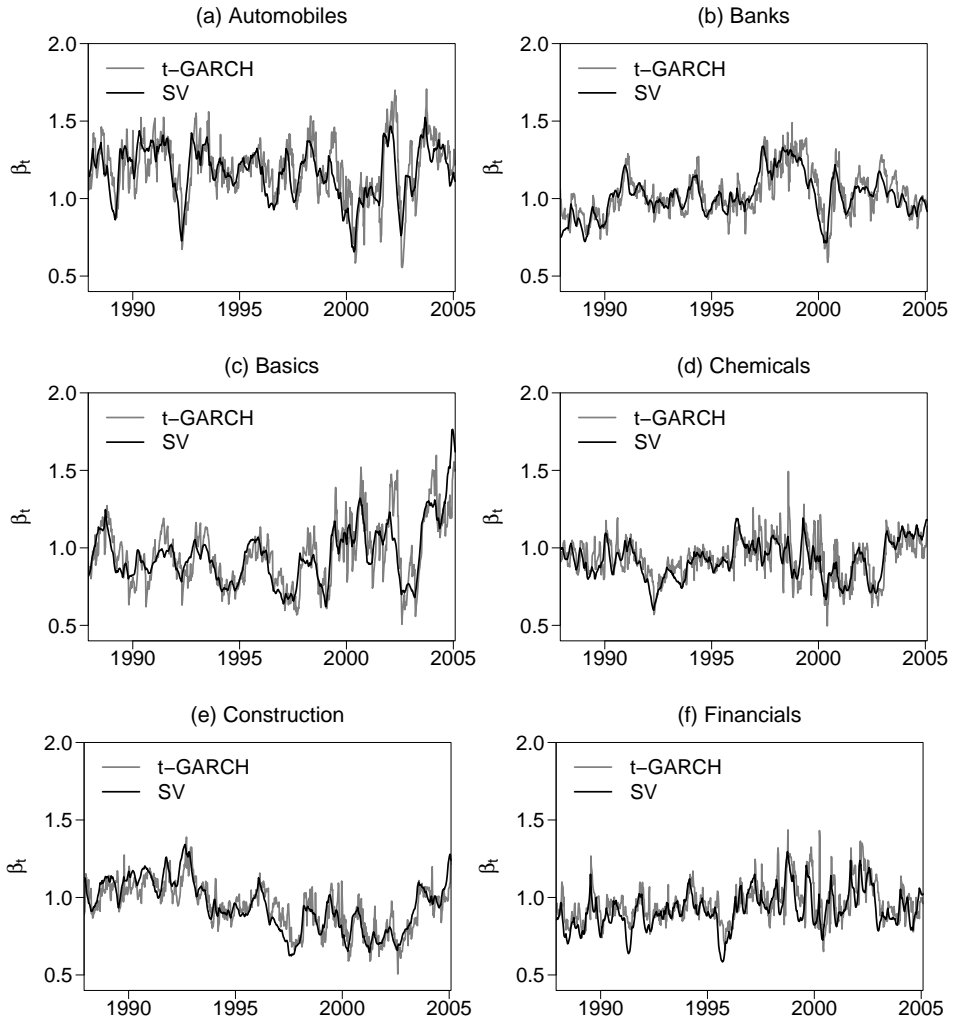 (a) Automobiles
(b) Banks
2.0
1.5
1.0
0.5
βt
t−GARCH
SV
1990
1995
2000
2005
2.0
1.5
1.0
0.5
βt
t−GARCH
SV
1990
1995
2000
2005
(c) Basics
(d) Chemicals
2.0
1.5
1.0
0.5
βt
t−GARCH
SV
1990
1995
2000
2005
2.0
1.5
1.0
0.5
βt
t−GARCH
SV
1990
1995
2000
2005
(e) Construction
(f) Financials
2.0
1.5
1.0
0.5
βt
t−GARCH
SV
1990
1995
2000
2005
2.0
1.5
1.0
0.5
βt
t−GARCH
SV
1990
1995
2000
2005